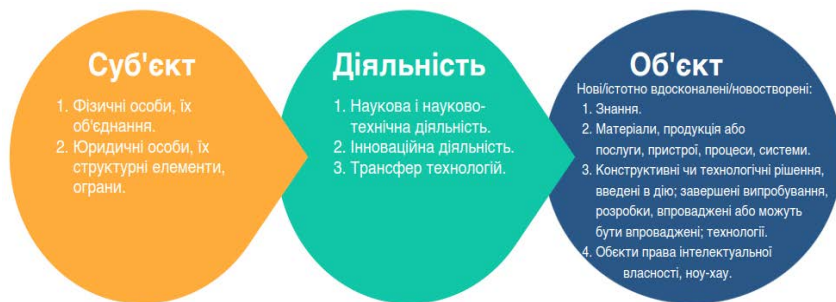 Суб'єкт
1. Фізичні особи, їх
об'єднання.
2. Юридичні особи, їх
структурні елементи,
ограни.
Діяльність
1. Наукова і науково-
технічна діяльність.
2. Інноваційна діяльність.
3. Трансфер технологій.
Об'єкт
Нові/істотно вдосконалені/новостворені:
1. Знання.
2. Матеріали, продукція або
послуги, пристрої, процеси, системи.
3. Конструктивні чи технологічні рішення,
введені в дію; завершені випробування,
розробки, впроваджені або можуть
бути впроваджені; технології.
4. Обєкти права інтелектуальної
власності, ноу-хау.